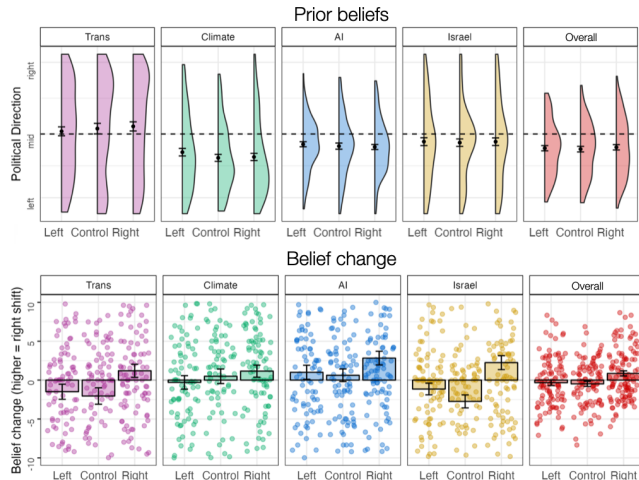 Prior beliefs
Trans Climate AI Israel Overall
Political Direction
right
mid
left
Left Control Right Left Control Right Left Control Right Left Control Right Left Control Right
Belief change
Trans Climate AI Israel Overall
Belief change (higher = right shift)
10
5
0
-5
-10
Left Control Right Left Control Right Left Control Right Left Control Right Left Control Right